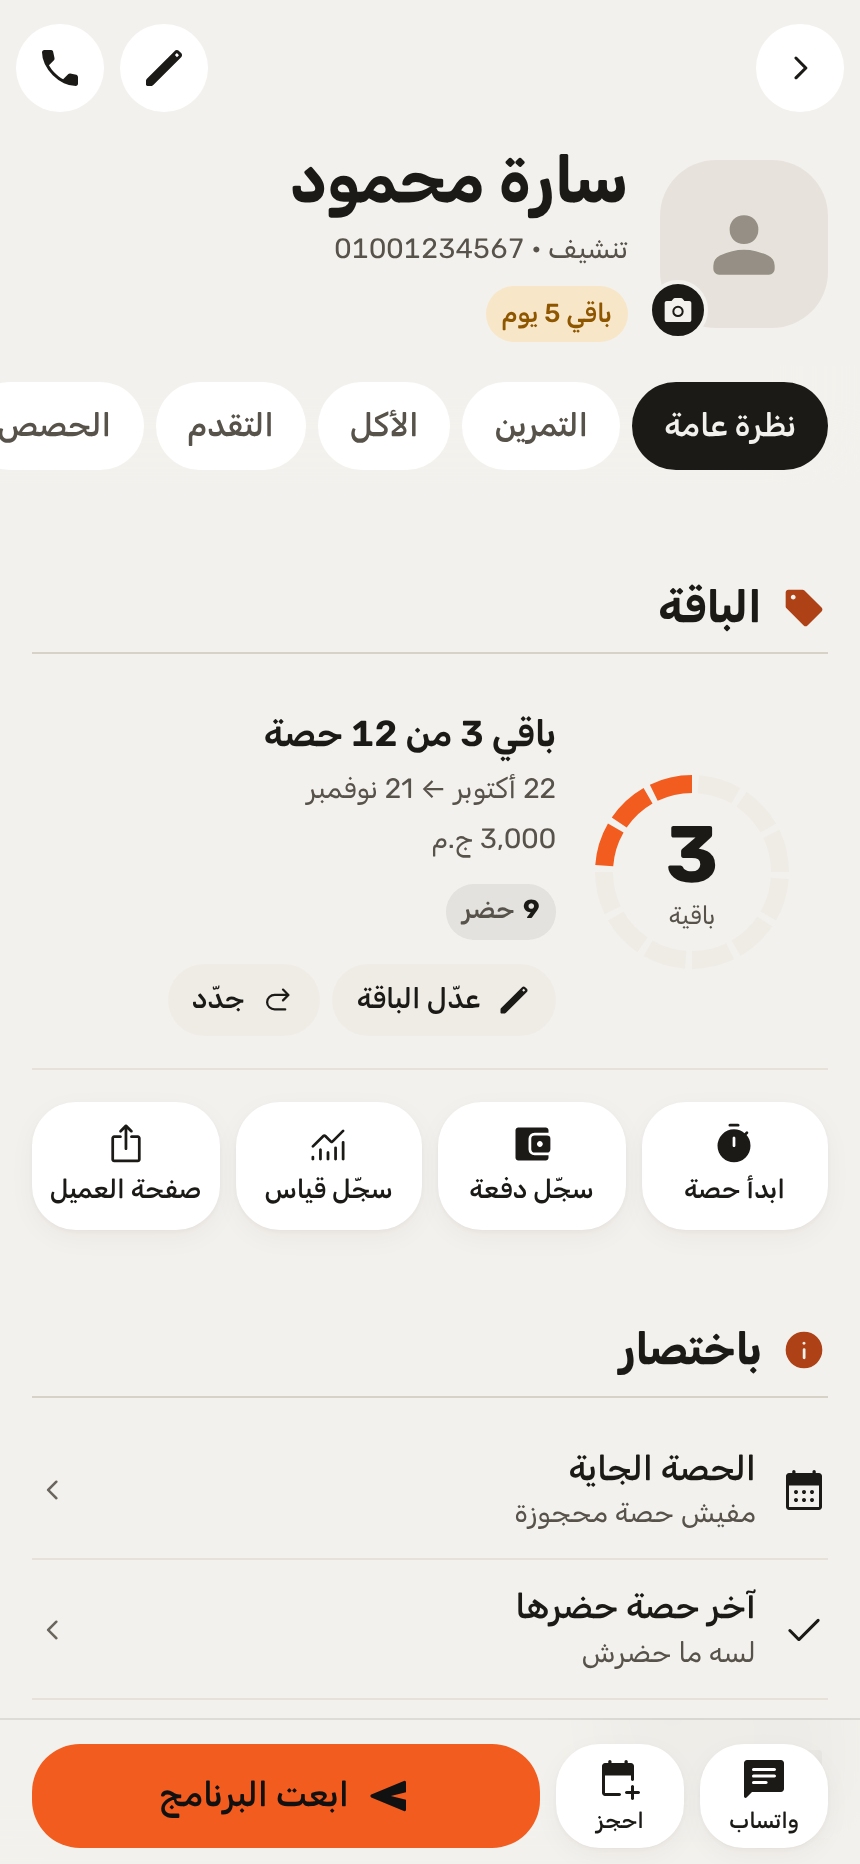 سارة محمود
تنشيف • 01001234567
باقي 5 يوم
نظرة عامة
التمرين
الأكل
التقدم
الحصص
الباقة
باقي 3 من 12 حصة
22 أكتوبر ← 21 نوفمبر
3,000 ج.م
9 حضر
3
باقية
عدّل الباقة
جدّد
ابدأ حصة
سجّل دفعة
سجّل قياس
صفحة العميل
باختصار
الحصة الجاية
مفيش حصة محجوزة
آخر حصة حضرها
لسه ما حضرش
واتساب
احجز
ابعت البرنامج